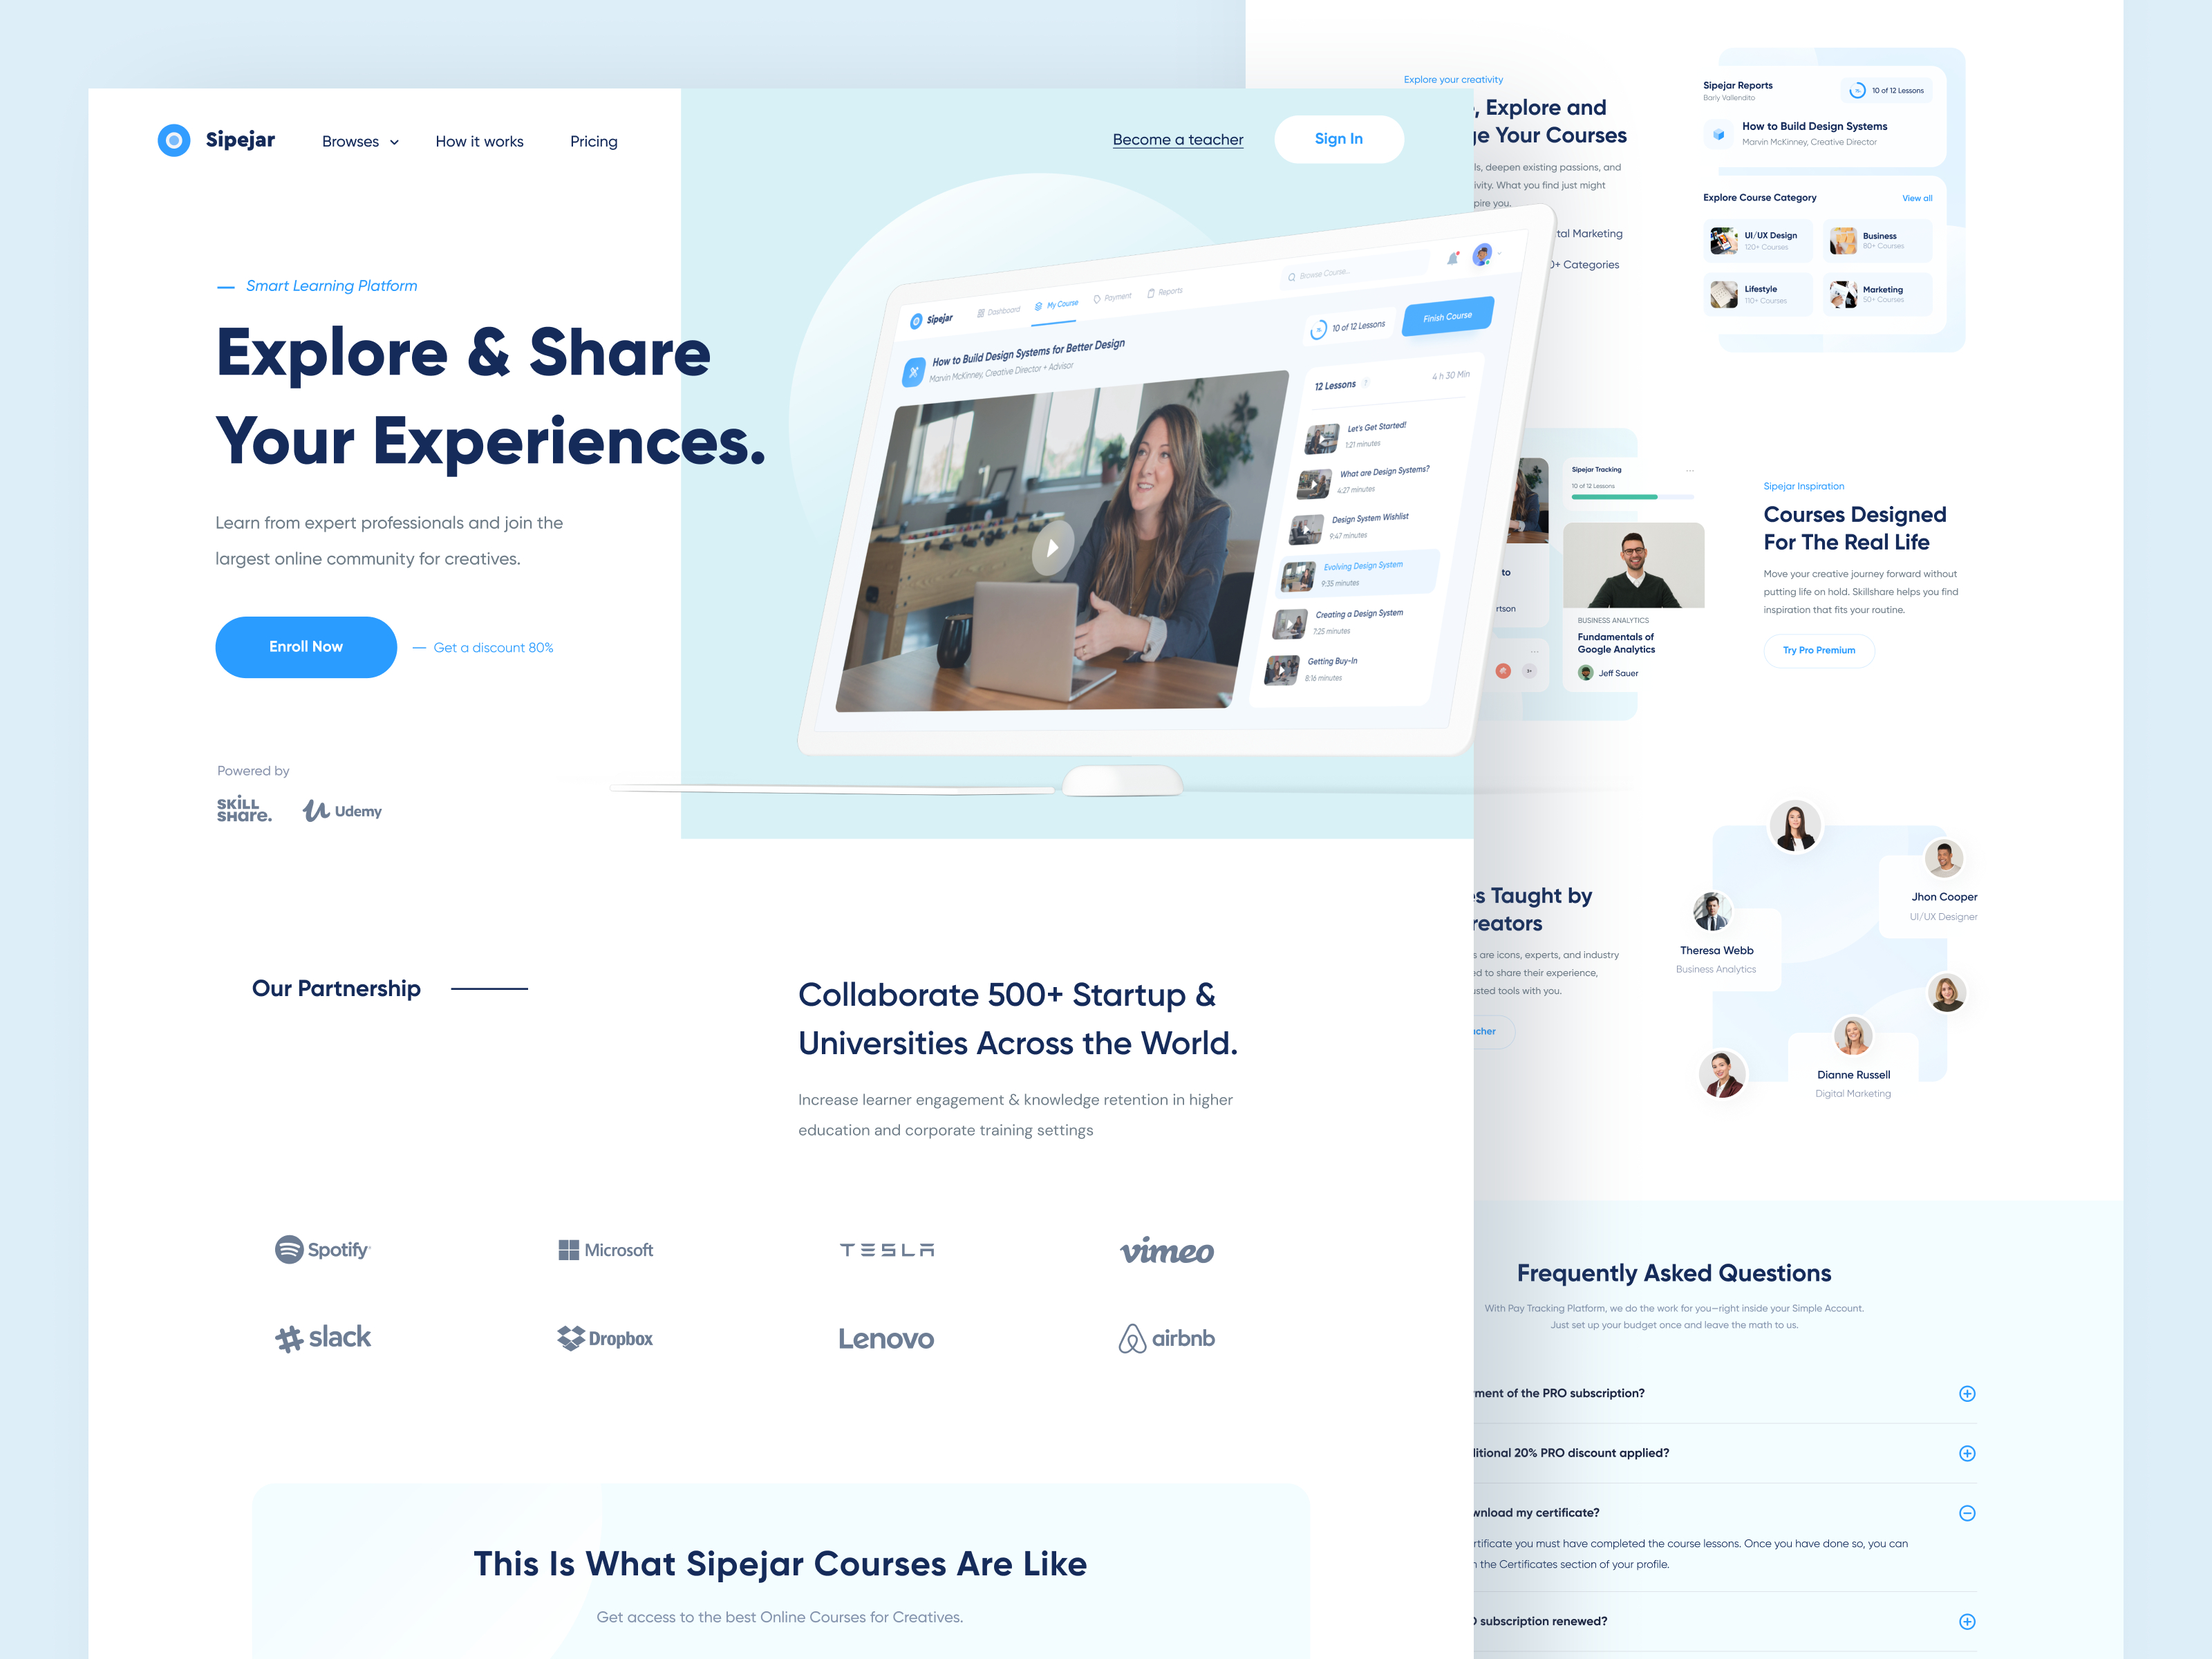 Sipejar
Browses
How it works
Pricing
Become a teacher
Sign In
Smart Learning Platform
Explore & Share
Your Experiences.
Learn from expert professionals and join the
largest online community for creatives.
Enroll Now
Get a discount 80%
Powered by
SKiLL
SHare.
Udemy
Sipejar
Dashboard
My Course
Payment
Reports
Browse Course...
How to Build Design Systems for Better Design
Marvin McKinney, Creative Director + Advisor
10 of 12 Lessons
Finish Course
12 Lessons
4 h 30 Min
Let's Get Started!
1:21 minutes
What are Design Systems?
4:27 minutes
Design System Wishlist
9:47 minutes
Evolving Design System
9:35 minutes
Creating a Design System
7:25 minutes
Getting Buy-In
8:16 minutes
Our Partnership
Collaborate 500+ Startup &
Universities Across the World.
Increase learner engagement & knowledge retention in higher
education and corporate training settings
Spotify
Microsoft
TESLA
vimeo
slack
Dropbox
Lenovo
airbnb
This Is What Sipejar Courses Are Like
Get access to the best Online Courses for Creatives.
Explore your creativity
, Explore and
ge Your Courses
ls, deepen existing passions, and
ivity. What you find just might
pire you.
tal Marketing
0+ Categories
Sipejar Reports
Barly Vallendito
10 of 12 Lessons
How to Build Design Systems
Marvin McKinney, Creative Director
Explore Course Category
View all
UI/UX Design
120+ Courses
Business
80+ Courses
Lifestyle
110+ Courses
Marketing
50+ Courses
to
rtson
3+
Sipejar Tracking
10 of 12 Lessons
BUSINESS ANALYTICS
Fundamentals of
Google Analytics
Jeff Sauer
Sipejar Inspiration
Courses Designed
For The Real Life
Move your creative journey forward without
putting life on hold. Skillshare helps you find
inspiration that fits your routine.
Try Pro Premium
s Taught by
reators
s are icons, experts, and industry
ed to share their experience,
usted tools with you.
acher
Jhon Cooper
UI/UX Designer
Theresa Webb
Business Analytics
Dianne Russell
Digital Marketing
Frequently Asked Questions
With Pay Tracking Platform, we do the work for you—right inside your Simple Account.
Just set up your budget once and leave the math to us.
ment of the PRO subscription?
litional 20% PRO discount applied?
wnload my certificate?
rtificate you must have completed the course lessons. Once you have done so, you can
n the Certificates section of your profile.
O subscription renewed?